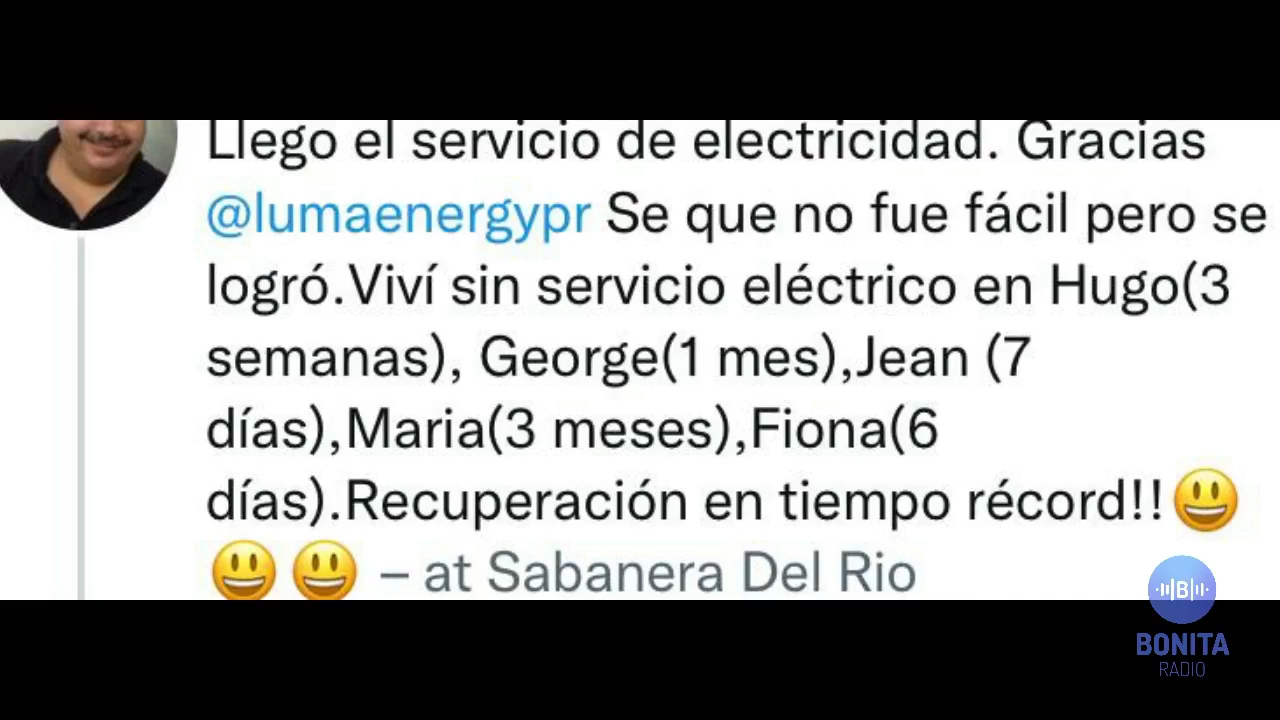 Llego el servicio de electricidad. Gracias
@lumaenergypr Se que no fue fácil pero se
logró.Viví sin servicio eléctrico en Hugo(3
semanas), George(1 mes),Jean (7
días),Maria(3 meses),Fiona(6
días).Recuperación en tiempo récord!!😃
😃 😃 – at Sabanera Del Rio
B
BONITA
RADIO